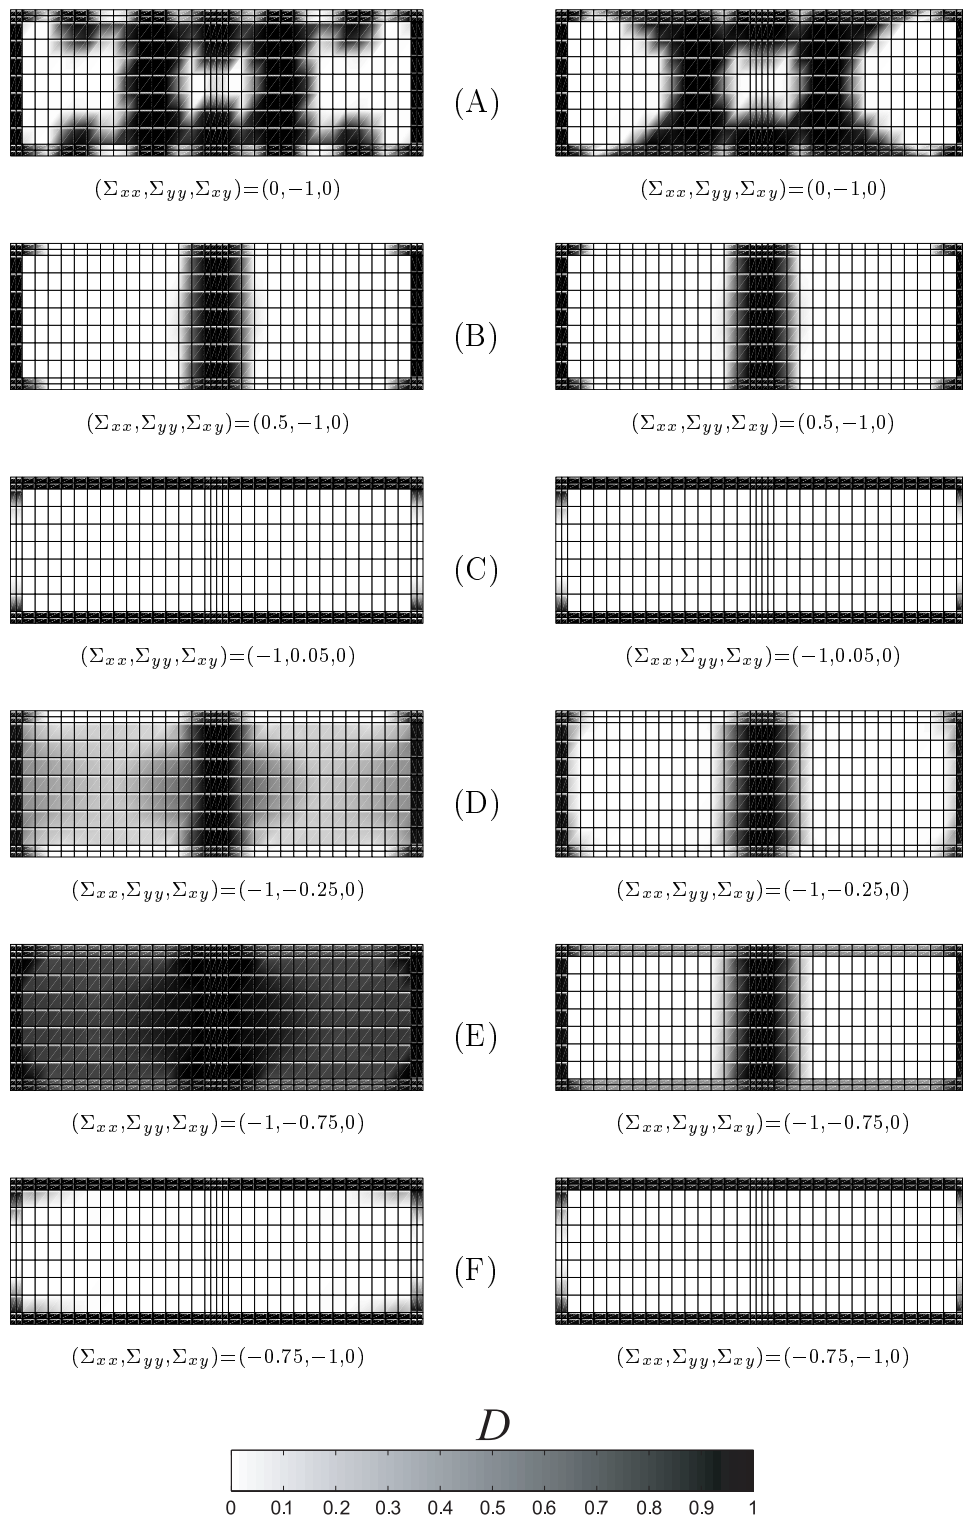 (A)
(Σxx,Σyy,Σxy)=(0,−1,0) (Σxx,Σyy,Σxy)=(0,−1,0)
(B)
(Σxx,Σyy,Σxy)=(0.5,−1,0) (Σxx,Σyy,Σxy)=(0.5,−1,0)
(C)
(Σxx,Σyy,Σxy)=(−1,0.05,0) (Σxx,Σyy,Σxy)=(−1,0.05,0)
(D)
(Σxx,Σyy,Σxy)=(−1,−0.25,0) (Σxx,Σyy,Σxy)=(−1,−0.25,0)
(E)
(Σxx,Σyy,Σxy)=(−1,−0.75,0) (Σxx,Σyy,Σxy)=(−1,−0.75,0)
(F)
(Σxx,Σyy,Σxy)=(−0.75,−1,0) (Σxx,Σyy,Σxy)=(−0.75,−1,0)
D
0 0.1 0.2 0.3 0.4 0.5 0.6 0.7 0.8 0.9 1